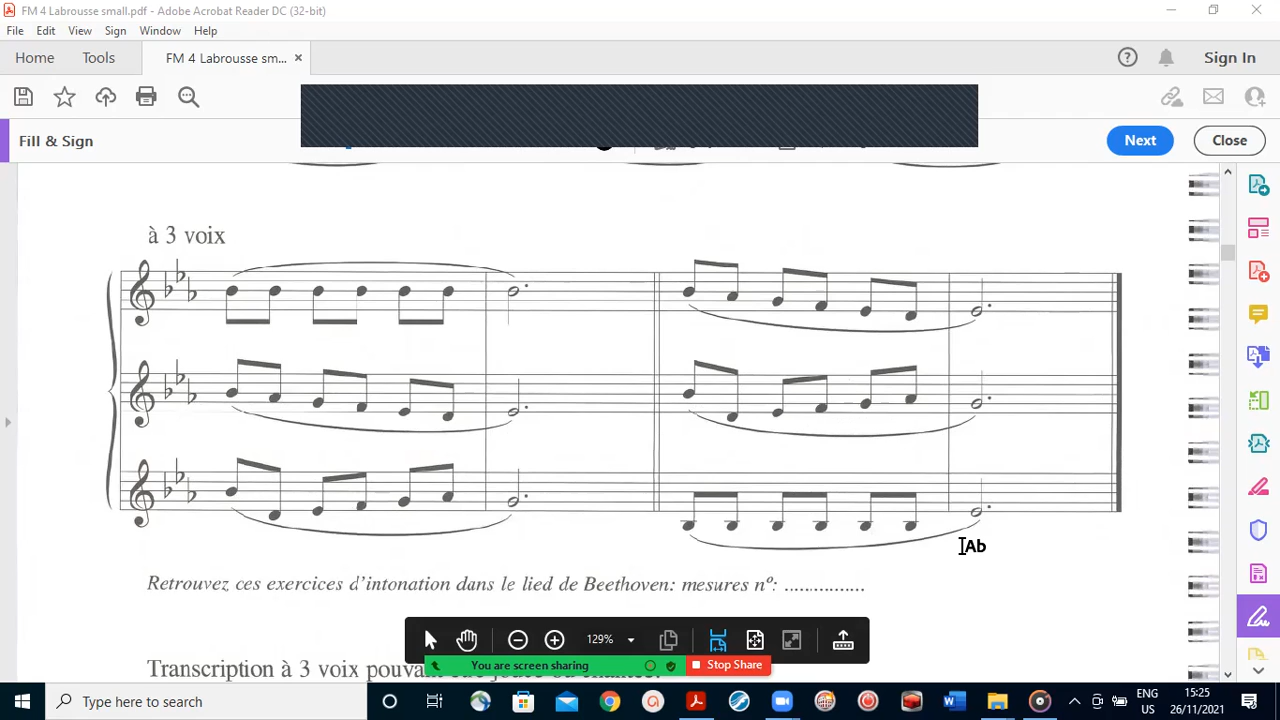 FM 4 Labrousse small.pdf - Adobe Acrobat Reader DC (32-bit)
File Edit View Sign Window Help
Home Tools FM 4 Labrousse sm... × Sign In
Fill & Sign Next Close
à 3 voix
Ab
Retrouvez ces exercices d'intonation dans le lied de Beethoven: mesures nº: ................
129%
You are screen sharing Stop Share
Transcription à 3 voix
Type here to search
ENG
US
15:25
26/11/2021